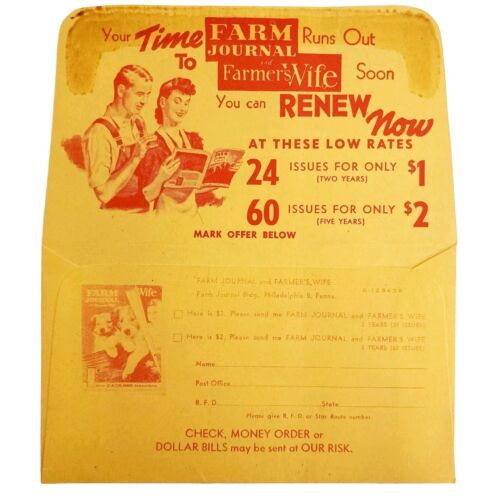 Your Time FARM JOURNAL Runs Out
TO and Farmer's Wife Soon
You can RENEW Now
AT THESE LOW RATES
24 ISSUES FOR ONLY $1
(TWO YEARS)
60 ISSUES FOR ONLY $2
(FIVE YEARS)
MARK OFFER BELOW
FARM JOURNAL and FARMER'S WIFE
Farm Journal Bldg., Philadelphia 5, Penna.
Here is $1. Please send me FARM JOURNAL and FARMER'S WIFE
2 YEARS (24 ISSUES)
Here is $2. Please send me FARM JOURNAL and FARMER'S WIFE
5 YEARS (60 ISSUES)
Name
Post Office
R. F. D. State
Please give R. F. D. or Star Route number.
CHECK, MONEY ORDER or
DOLLAR BILLS may be sent at OUR RISK.
FARM
JOURNAL Wife